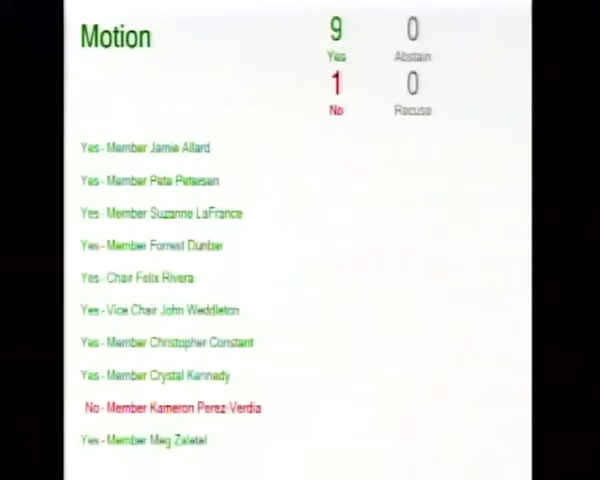 Motion
9 0
Yes Abstain
1 0
No Recuse
Yes - Member Jamie Allard
Yes - Member Pete Petersen
Yes - Member Suzanne LaFrance
Yes - Member Forrest Dunbar
Yes - Chair Felix Rivera
Yes - Vice Chair John Weddleton
Yes - Member Christopher Constant
Yes - Member Crystal Kennedy
No - Member Kameron Perez-Verdia
Yes - Member Meg Zaletel